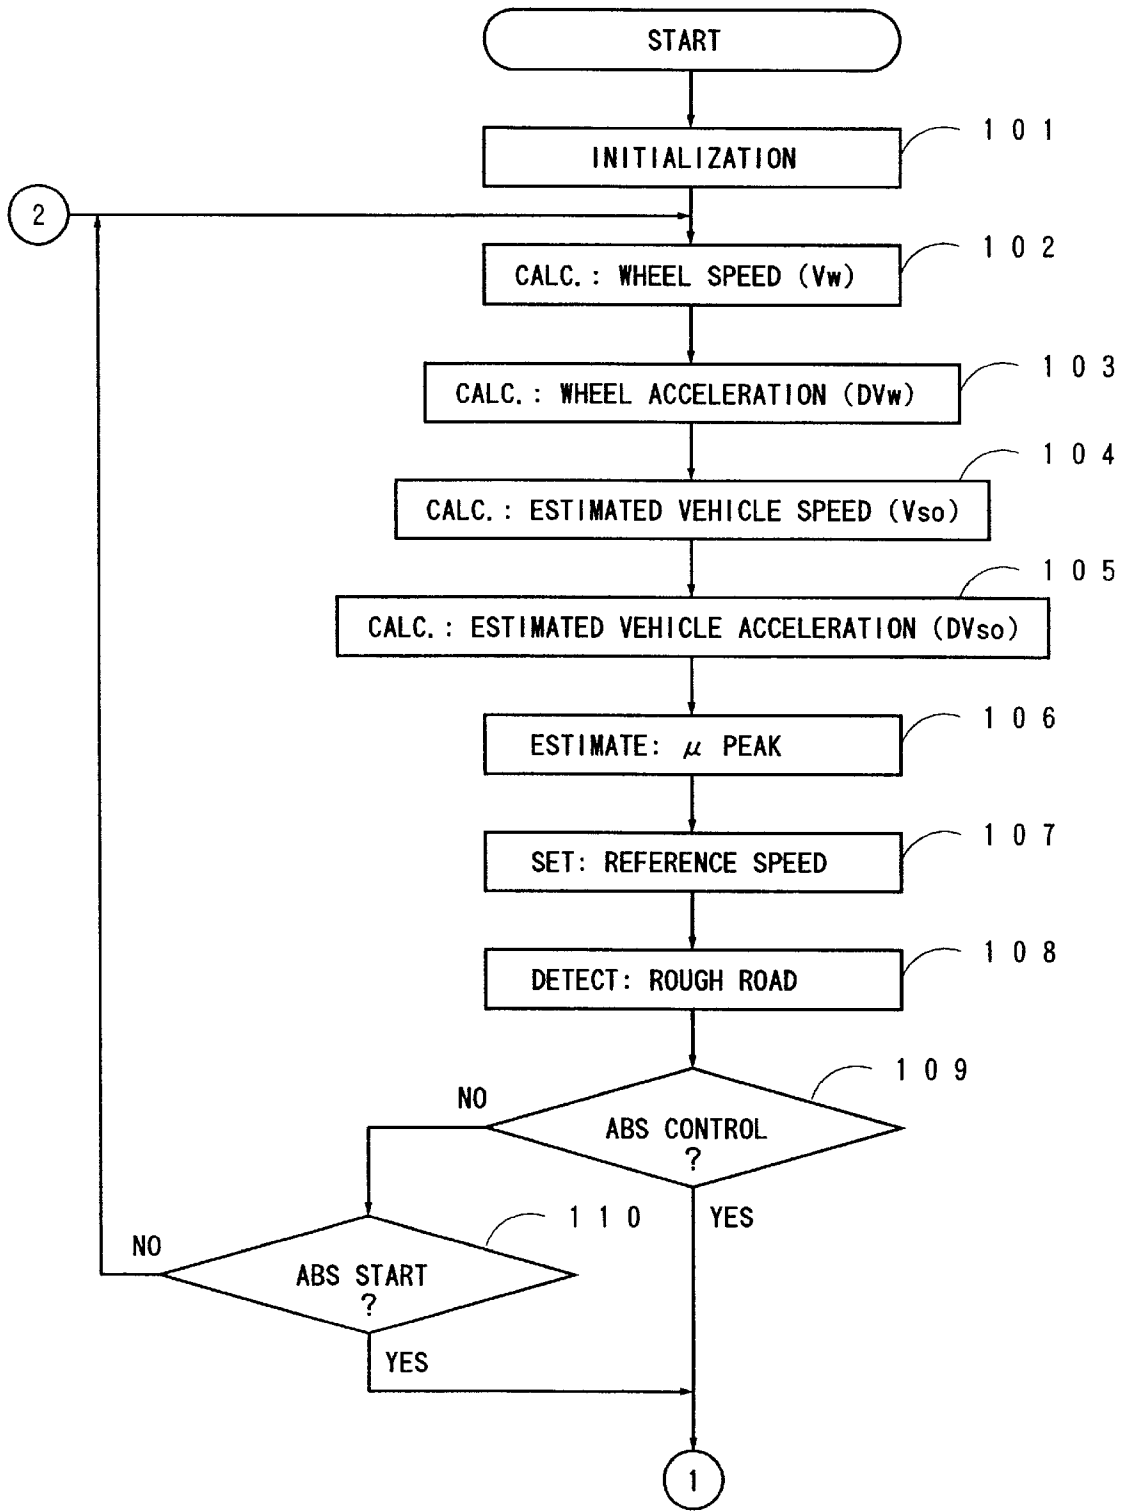 START
101
INITIALIZATION
2
102
CALC.: WHEEL SPEED (Vw)
103
CALC.: WHEEL ACCELERATION (DVw)
104
CALC.: ESTIMATED VEHICLE SPEED (Vso)
105
CALC.: ESTIMATED VEHICLE ACCELERATION (DVso)
106
ESTIMATE: μ PEAK
107
SET: REFERENCE SPEED
108
DETECT: ROUGH ROAD
109
NO
ABS CONTROL
?
YES
110
NO
ABS START
?
YES
1